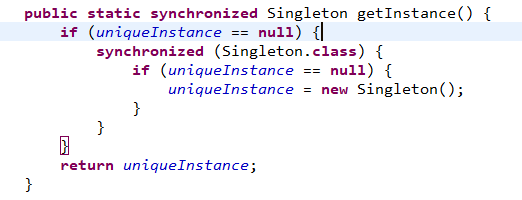 public static synchronized Singleton getInstance() {
    if (uniqueInstance == null) {
        synchronized (Singleton.class) {
            if (uniqueInstance == null) {
                uniqueInstance = new Singleton();
            }
        }
    }
    return uniqueInstance;
}